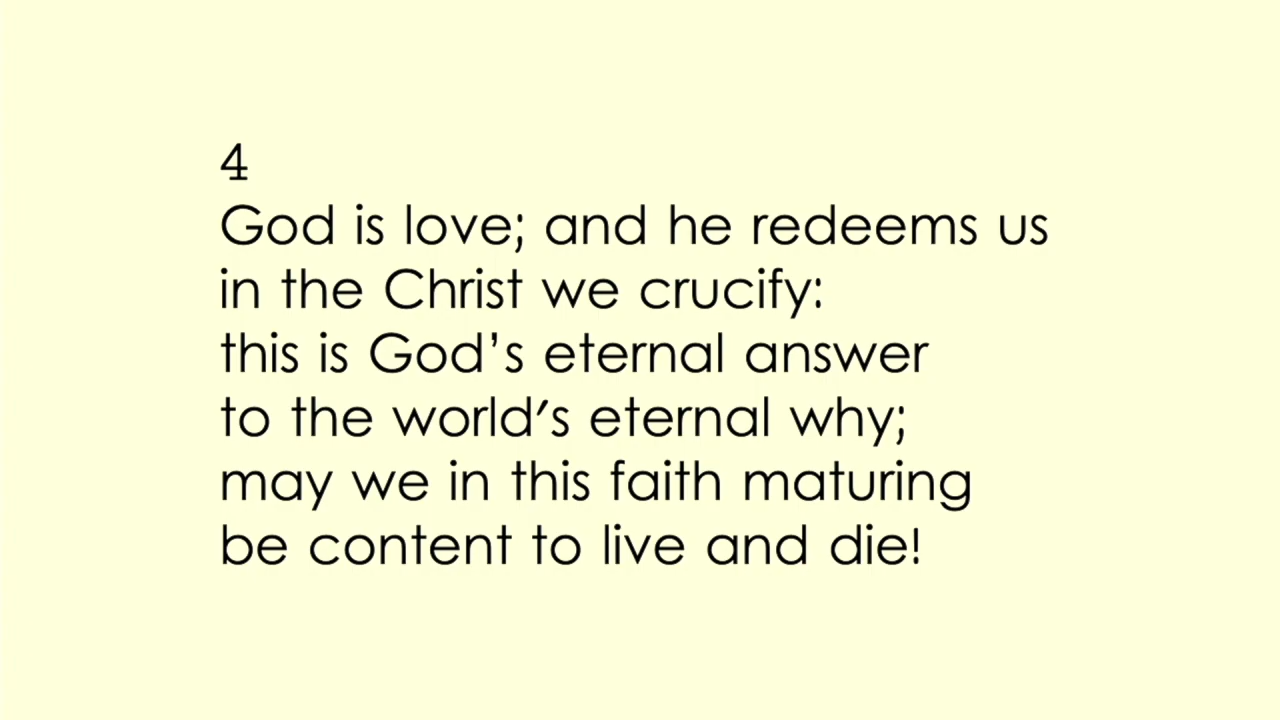 4
God is love; and he redeems us
in the Christ we crucify:
this is God’s eternal answer
to the world′s eternal why;
may we in this faith maturing
be content to live and die!